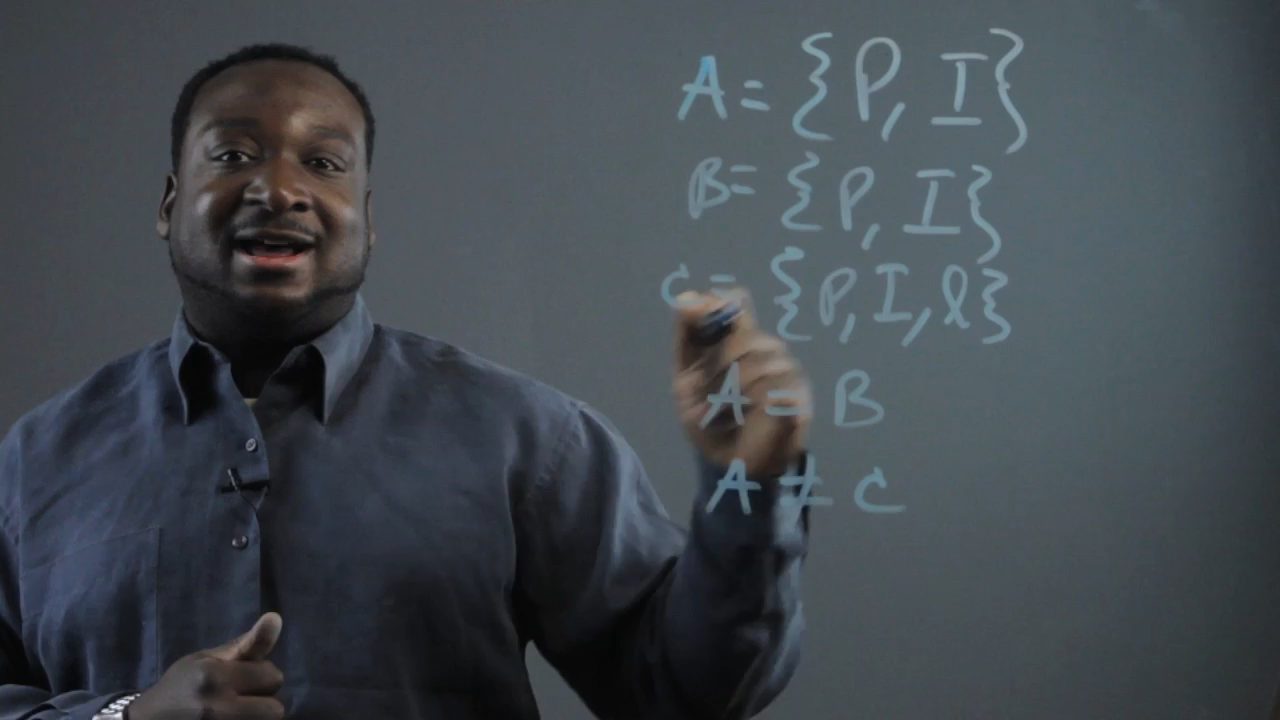 A = {P, I}
B = {P, I}
C = {P, I, l}
A = B
A ≠ C